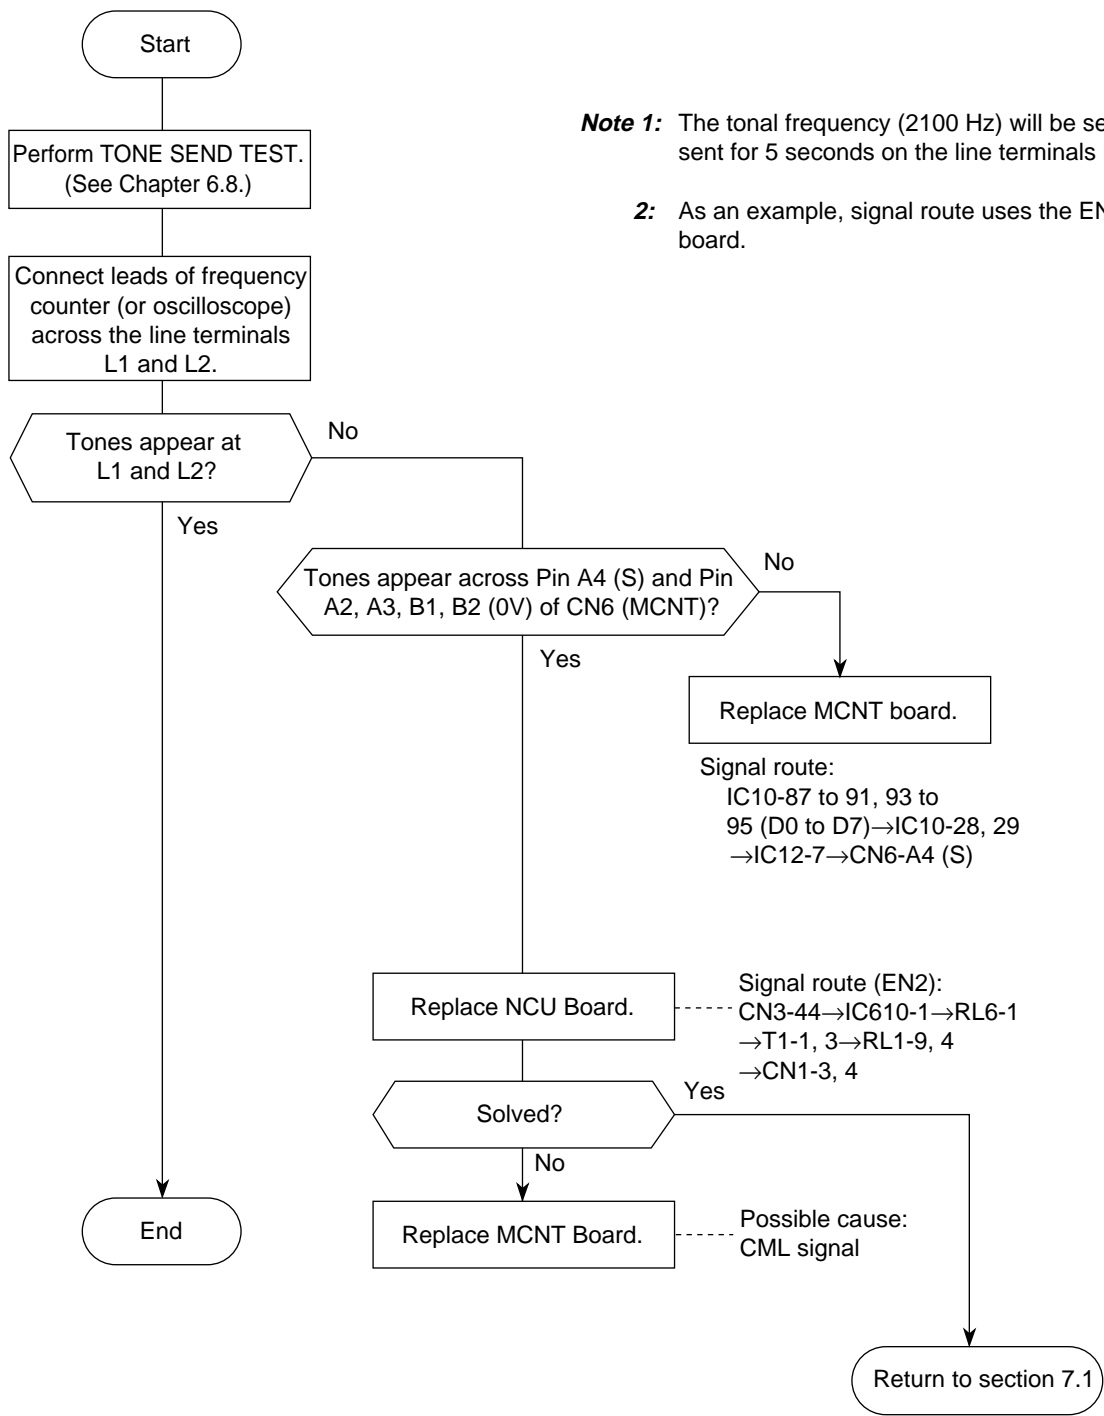 Start
Perform TONE SEND TEST.
(See Chapter 6.8.)
Note 1: The tonal frequency (2100 Hz) will be se
sent for 5 seconds on the line terminals
2: As an example, signal route uses the EN
board.
Connect leads of frequency
counter (or oscilloscope)
across the line terminals
L1 and L2.
Tones appear at
L1 and L2?
No
Yes
Tones appear across Pin A4 (S) and Pin
A2, A3, B1, B2 (0V) of CN6 (MCNT)?
No
Yes
Replace MCNT board.
Signal route:
IC10-87 to 91, 93 to
95 (D0 to D7)→IC10-28, 29
→IC12-7→CN6-A4 (S)
Replace NCU Board.
Signal route (EN2):
CN3-44→IC610-1→RL6-1
→T1-1, 3→RL1-9, 4
→CN1-3, 4
Solved?
Yes
No
End
Replace MCNT Board.
Possible cause:
CML signal
Return to section 7.1